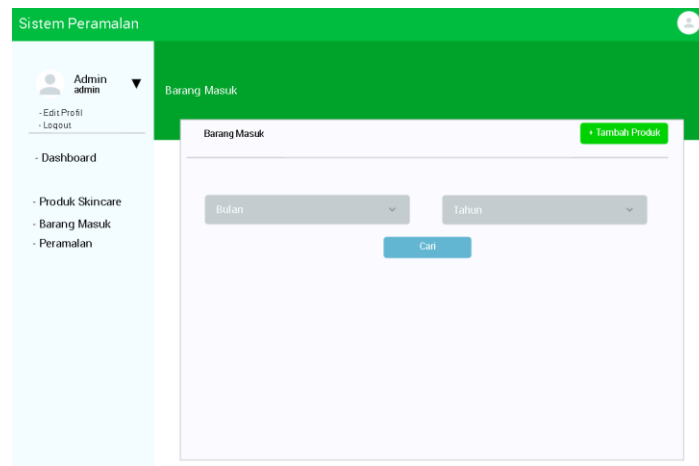 Sistem Peramalan
Admin
admin
- Edit Profil
- Logout
- Dashboard
- Produk Skincare
- Barang Masuk
- Peramalan
Barang Masuk
Barang Masuk
+ Tambah Produk
Bulan
Tahun
Cari